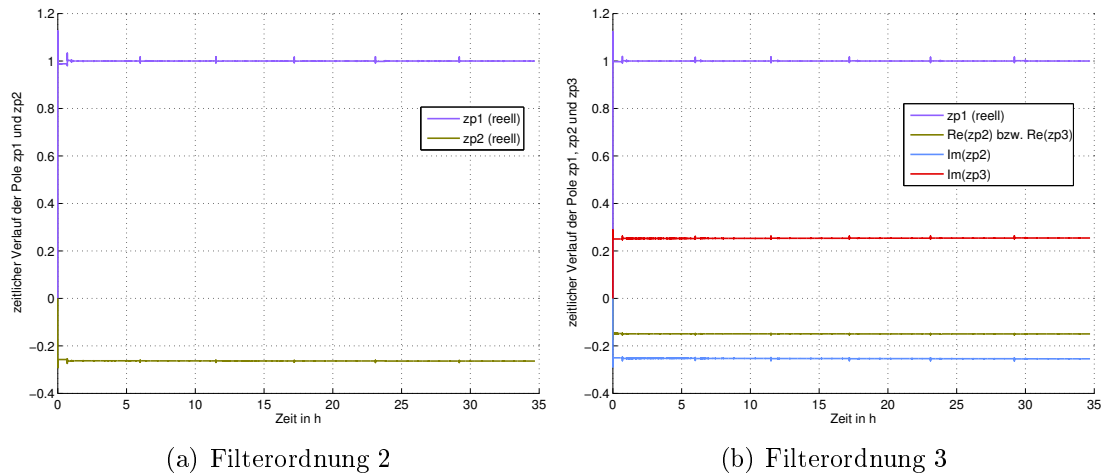 1.2
1
0.8
0.6
0.4
0.2
0
−0.2
−0.4
0 5 10 15 20 25 30 35
Zeit in h
zeitlicher Verlauf der Pole zp1 und zp2
zp1 (reell)
zp2 (reell)
(a) Filterordnung 2
1.2
1
0.8
0.6
0.4
0.2
0
−0.2
−0.4
0 5 10 15 20 25 30 35
Zeit in h
zeitlicher Verlauf der Pole zp1, zp2 und zp3
zp1 (reell)
Re(zp2) bzw. Re(zp3)
Im(zp2)
Im(zp3)
(b) Filterordnung 3